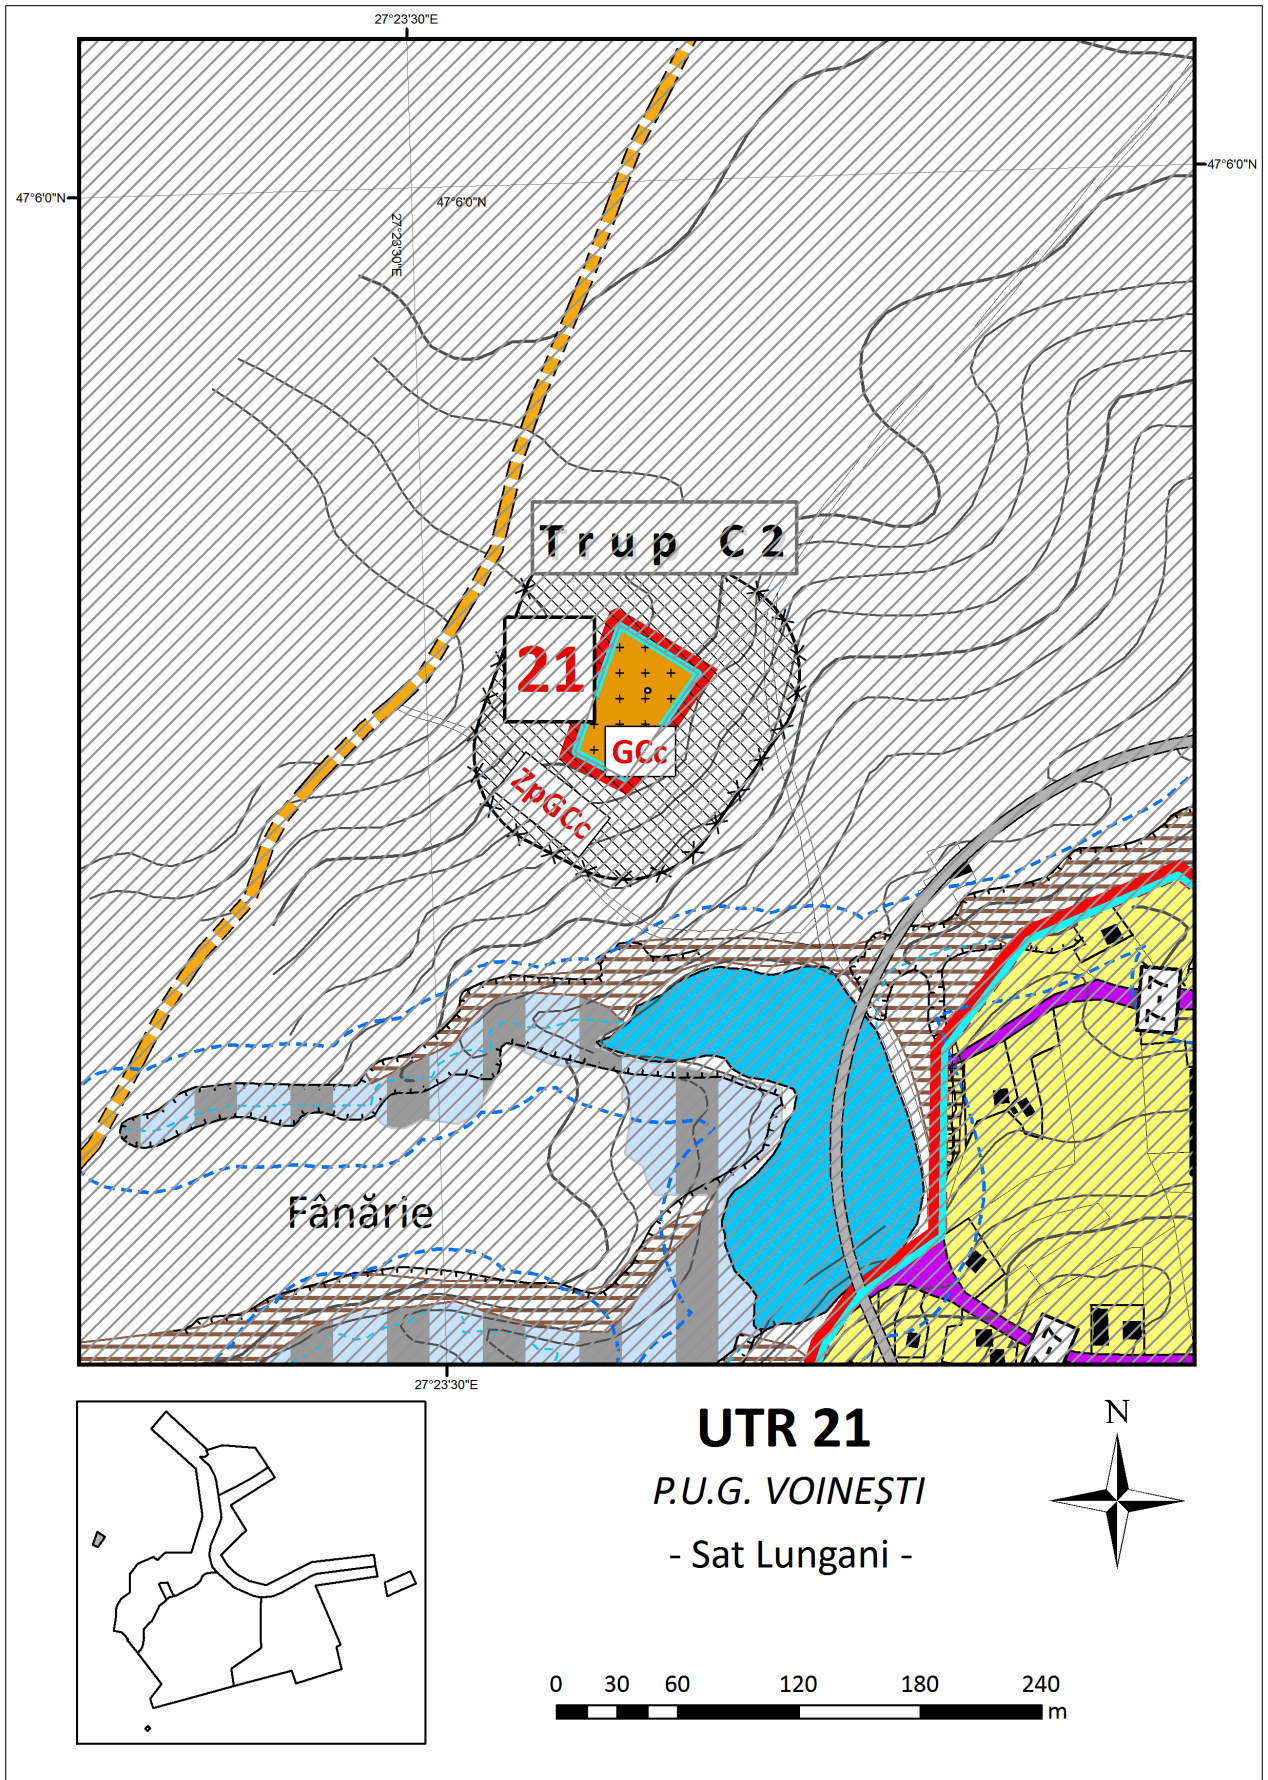 27°23'30"E
47°6'0"N
47°6'0"N
47°6'0"N
27°23'30"E
Trup C2
21
GCc
ZpGCc
Fânărie
27°23'30"E
UTR 21
P.U.G. VOINEȘTI
- Sat Lungani -
N
0 30 60 120 180 240
m